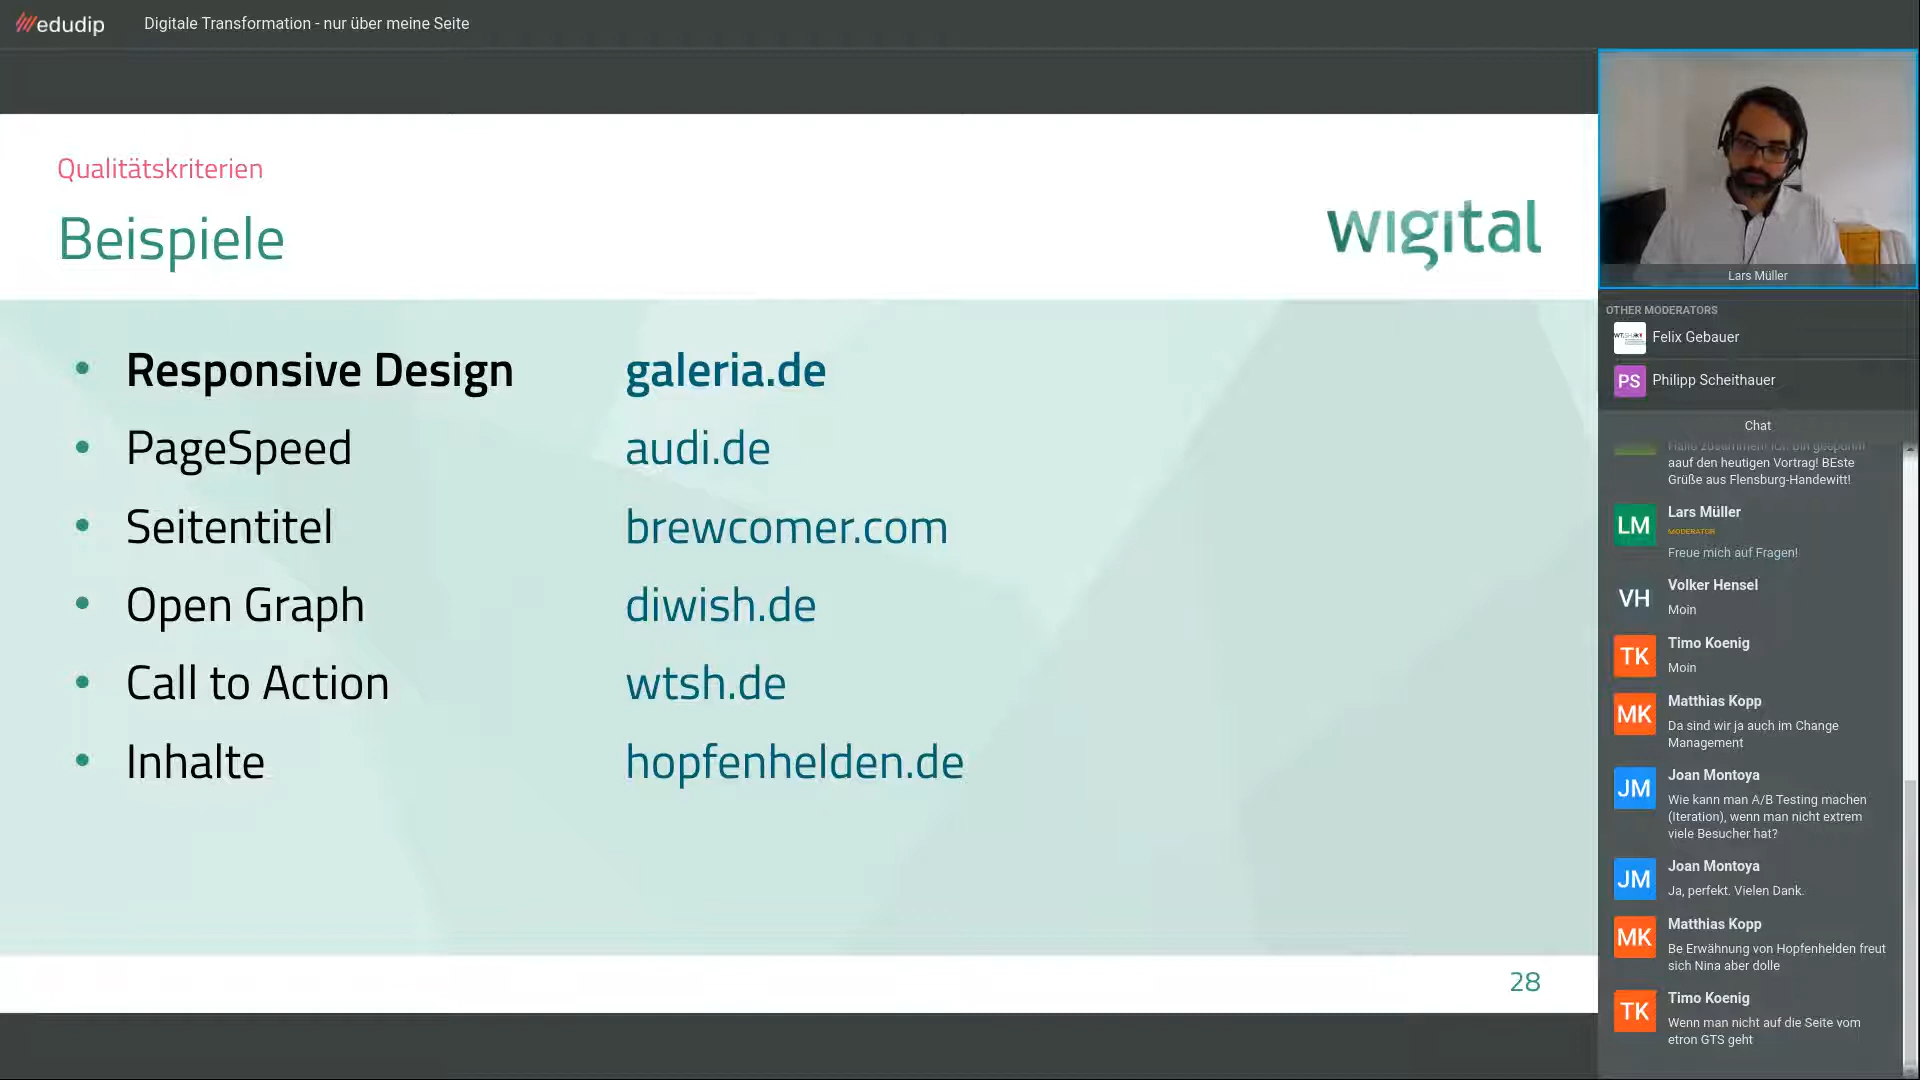 edudip
Digitale Transformation - nur über meine Seite
Qualitätskriterien
Beispiele
wigital
• Responsive Design galeria.de
• PageSpeed audi.de
• Seitentitel brewcomer.com
• Open Graph diwish.de
• Call to Action wtsh.de
• Inhalte hopfenhelden.de
28
Lars Müller
OTHER MODERATORS
Felix Gebauer
PS Philipp Scheithauer
Chat
aauf den heutigen Vortrag! BEste
Grüße aus Flensburg-Handewitt!
LM Lars Müller
MODERATOR
Freue mich auf Fragen!
VH Volker Hensel
Moin
TK Timo Koenig
Moin
MK Matthias Kopp
Da sind wir ja auch im Change
Management
JM Joan Montoya
Wie kann man A/B Testing machen
(Iteration), wenn man nicht extrem
viele Besucher hat?
JM Joan Montoya
Ja, perfekt. Vielen Dank.
MK Matthias Kopp
Be Erwähnung von Hopfenhelden freut
sich Nina aber dolle
TK Timo Koenig
Wenn man nicht auf die Seite vom
etron GTS geht